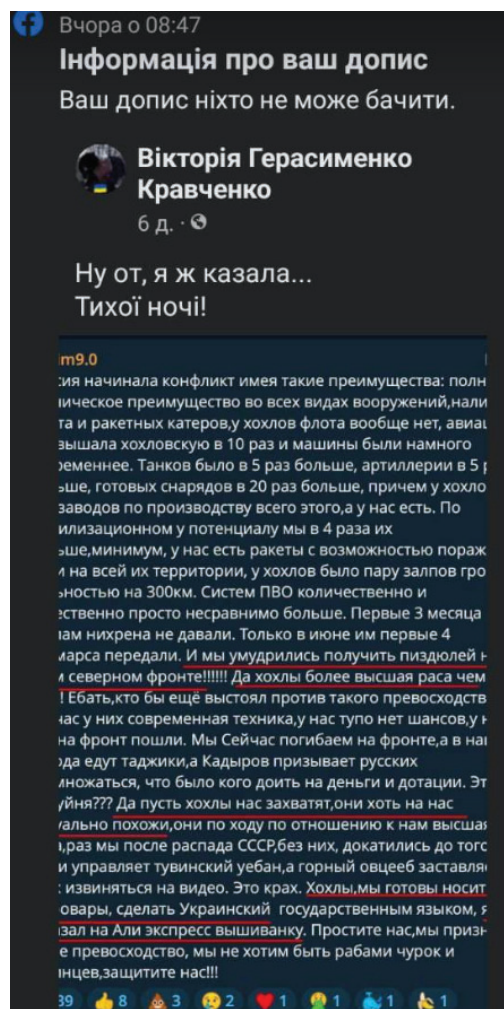 Вчора о 08:47
Інформація про ваш допис
Ваш допис ніхто не може бачити.
Вікторія Герасименко
Кравченко
6 д. ·
Ну от, я ж казала...
Тихої ночі!
im9.0
сия начинала конфликт имея такие преимущества: полн
ическое преимущество во всех видах вооружений,нали
та и ракетных катеров,у хохлов флота вообще нет, авиац
вышала хохловскую в 10 раз и машины были намного
ременнее. Танков было в 5 раз больше, артиллерии в 5 р
ьше, готовых снарядов в 20 раз больше, причем у хохло
заводов по производству всего этого,а у нас есть. По
илизационном у потенциалу мы в 4 раза их
ьше,минимум, у нас есть ракеты с возможностью пораж
и на всей их территории, у хохлов было пару залпов гро
ьностью на 300км. Систем ПВО количественно и
ественно просто несравнимо больше. Первые 3 месяца
лам нихрена не давали. Только в июне им первые 4
марса передали. И мы умудрились получить пиздюлей н
м северном фронте!!!!!! Да хохлы более высшая раса чем
! Ебать,кто бы ещё выстоял против такого превосходств
час у них современная техника,у нас тупо нет шансов,у н
на фронт пошли. Мы Сейчас погибаем на фронте,а в наш
ода едут таджики,а Кадыров призывает русских
множаться, что было кого доить на деньги и дотации. Эт
уйня??? Да пусть хохлы нас захватят,они хоть на нас
уально похожи,они по ходу по отношению к нам высшая
а,раз мы после распада СССР,без них, докатились до того
и управляет тувинский уебан,а горный овцееб заставля
к извиняться на видео. Это крах. Хохлы,мы готовы носит
ровары, сделать Украинский государственным языком, я
азал на Али экспресс вышиванку. Простите нас,мы призн
е превосходство, мы не хотим быть рабами чурок и
инцев,защитите нас!!!
39 8 3 2 1 1 1 1